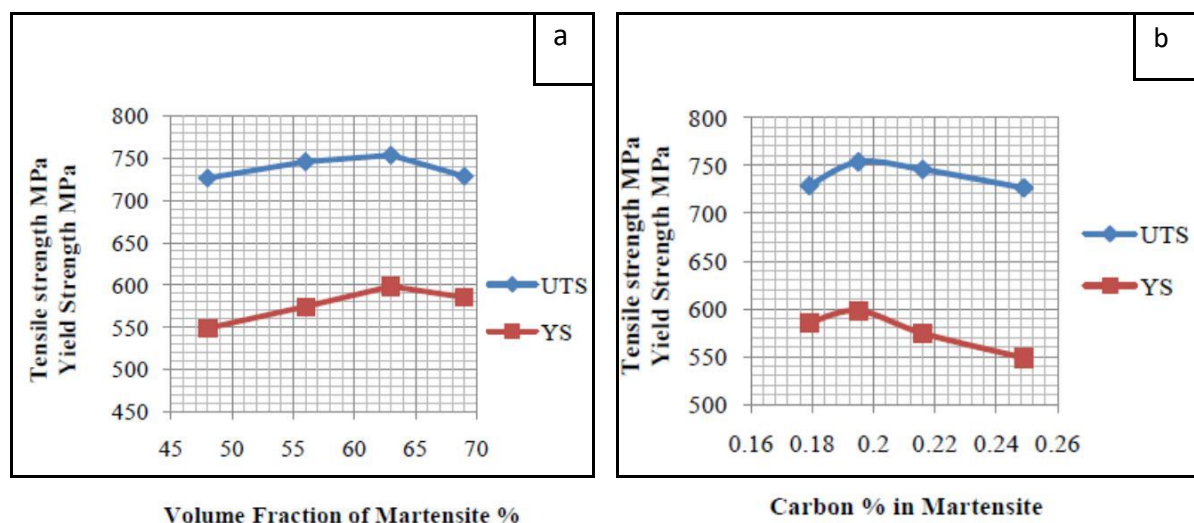 a
Tensile strength MPa
Yield Strength MPa
800
750
700
650
600
550
500
450
45 50 55 60 65 70
UTS
YS
Volume Fraction of Martensite %
b
Tensile strength MPa
Yield Strength MPa
800
750
700
650
600
550
500
0.16 0.18 0.2 0.22 0.24 0.26
UTS
YS
Carbon % in Martensite